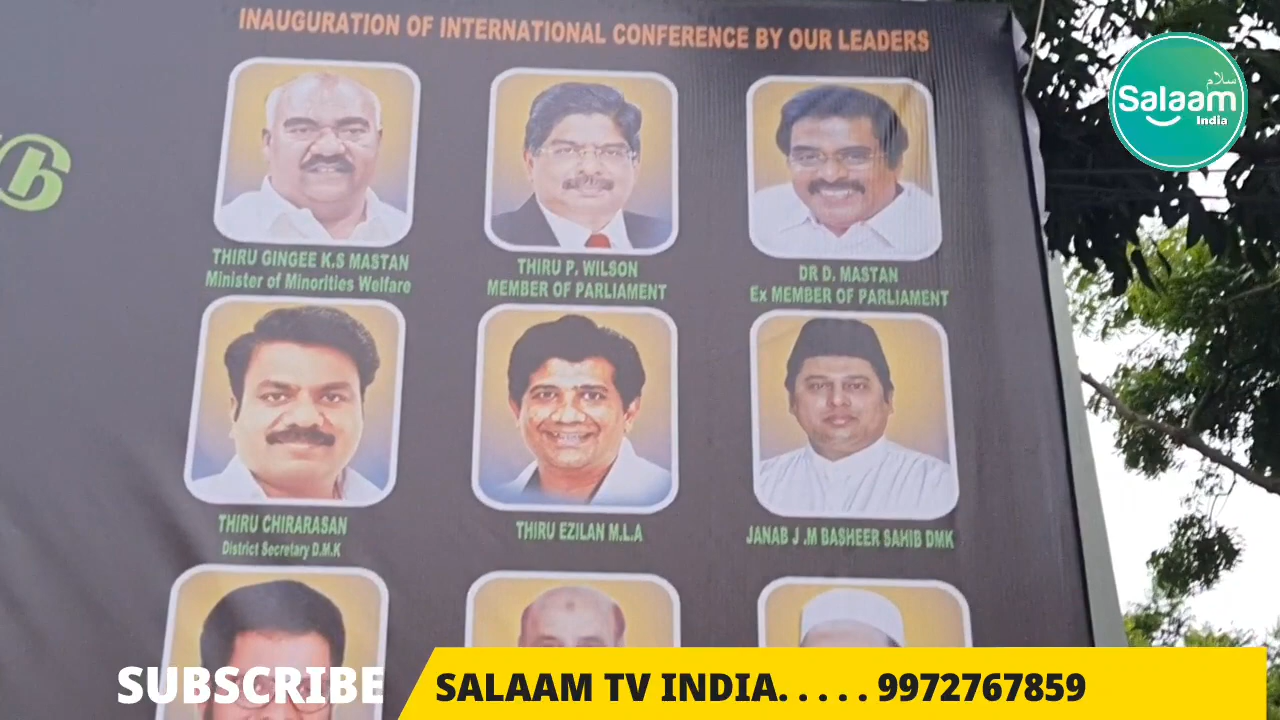 INAUGURATION OF INTERNATIONAL CONFERENCE BY OUR LEADERS
سلام
Salaam
India
6
THIRU GINGEE K.S MASTAN
Minister of Minorities Welfare
THIRU P. WILSON
MEMBER OF PARLIAMENT
DR D. MASTAN
Ex MEMBER OF PARLIAMENT
THIRU CHIRARASAN
District Secretary D.M.K
THIRU EZILAN M.L.A
JANAB J .M BASHEER SAHIB DMK
SUBSCRIBE
SALAAM TV INDIA. . . . . 9972767859